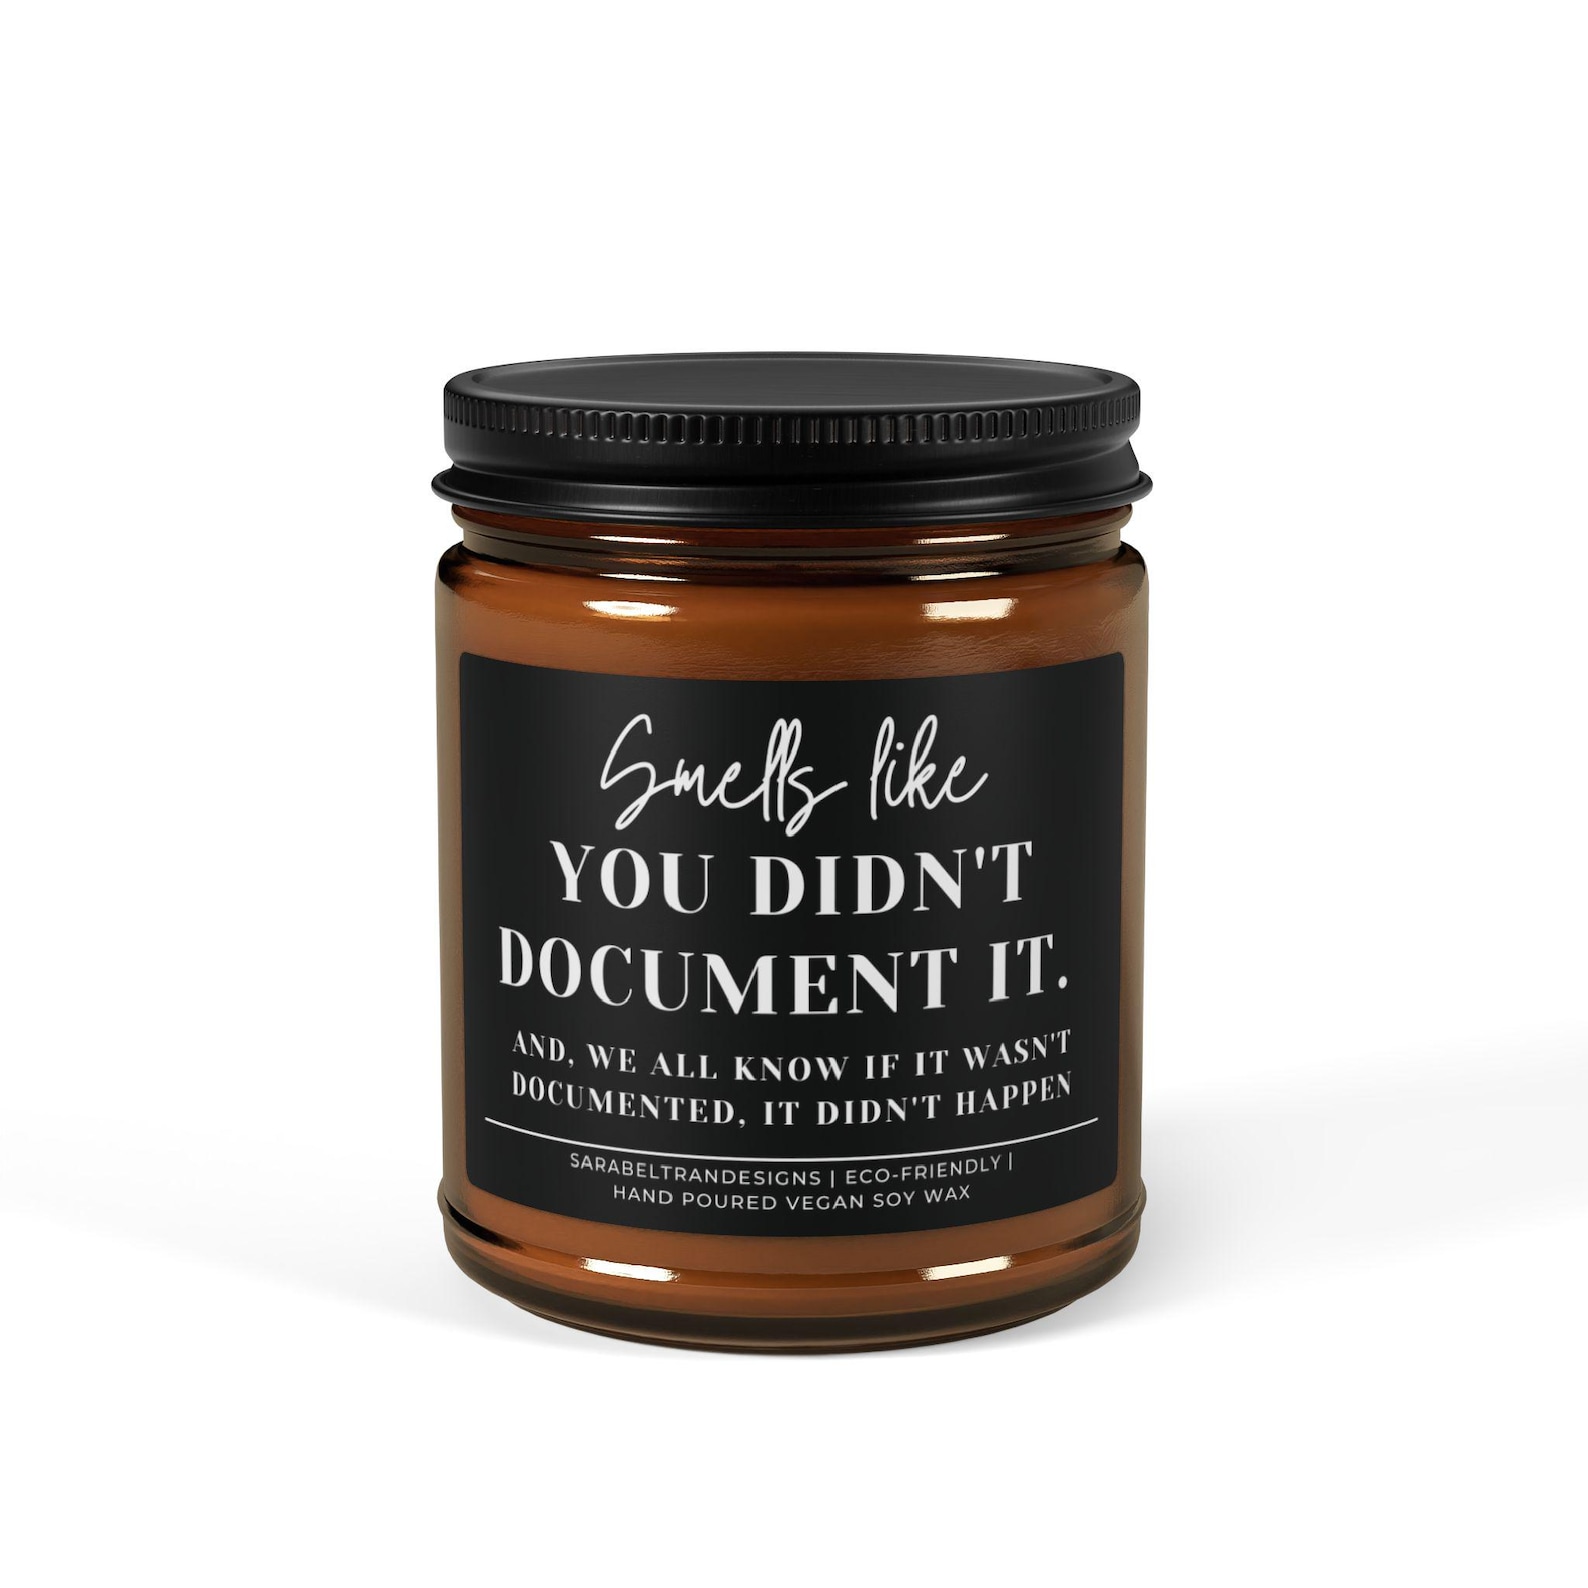 Smells like
YOU DIDN'T
DOCUMENT IT.
AND, WE ALL KNOW IF IT WASN'T
DOCUMENTED, IT DIDN'T HAPPEN
SARABELTRANDESIGNS | ECO-FRIENDLY |
HAND POURED VEGAN SOY WAX